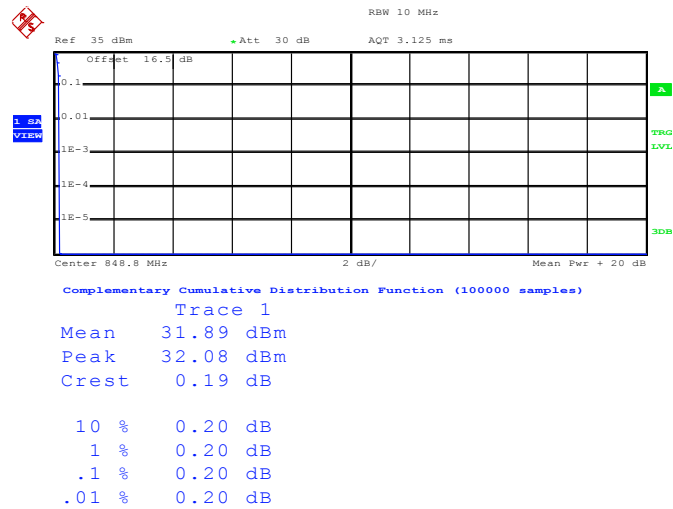 RBW 10 MHz
Ref 35 dBm *Att 30 dB AQT 3.125 ms
Offset 16.5 dB
0.1
A
0.01
1 SA
VIEW
TRG
LVL
1E-3
1E-4
1E-5
3DB
Center 848.8 MHz 2 dB/ Mean Pwr + 20 dB
Complementary Cumulative Distribution Function (100000 samples)
Trace 1
Mean 31.89 dBm
Peak 32.08 dBm
Crest 0.19 dB
10 % 0.20 dB
1 % 0.20 dB
.1 % 0.20 dB
.01 % 0.20 dB